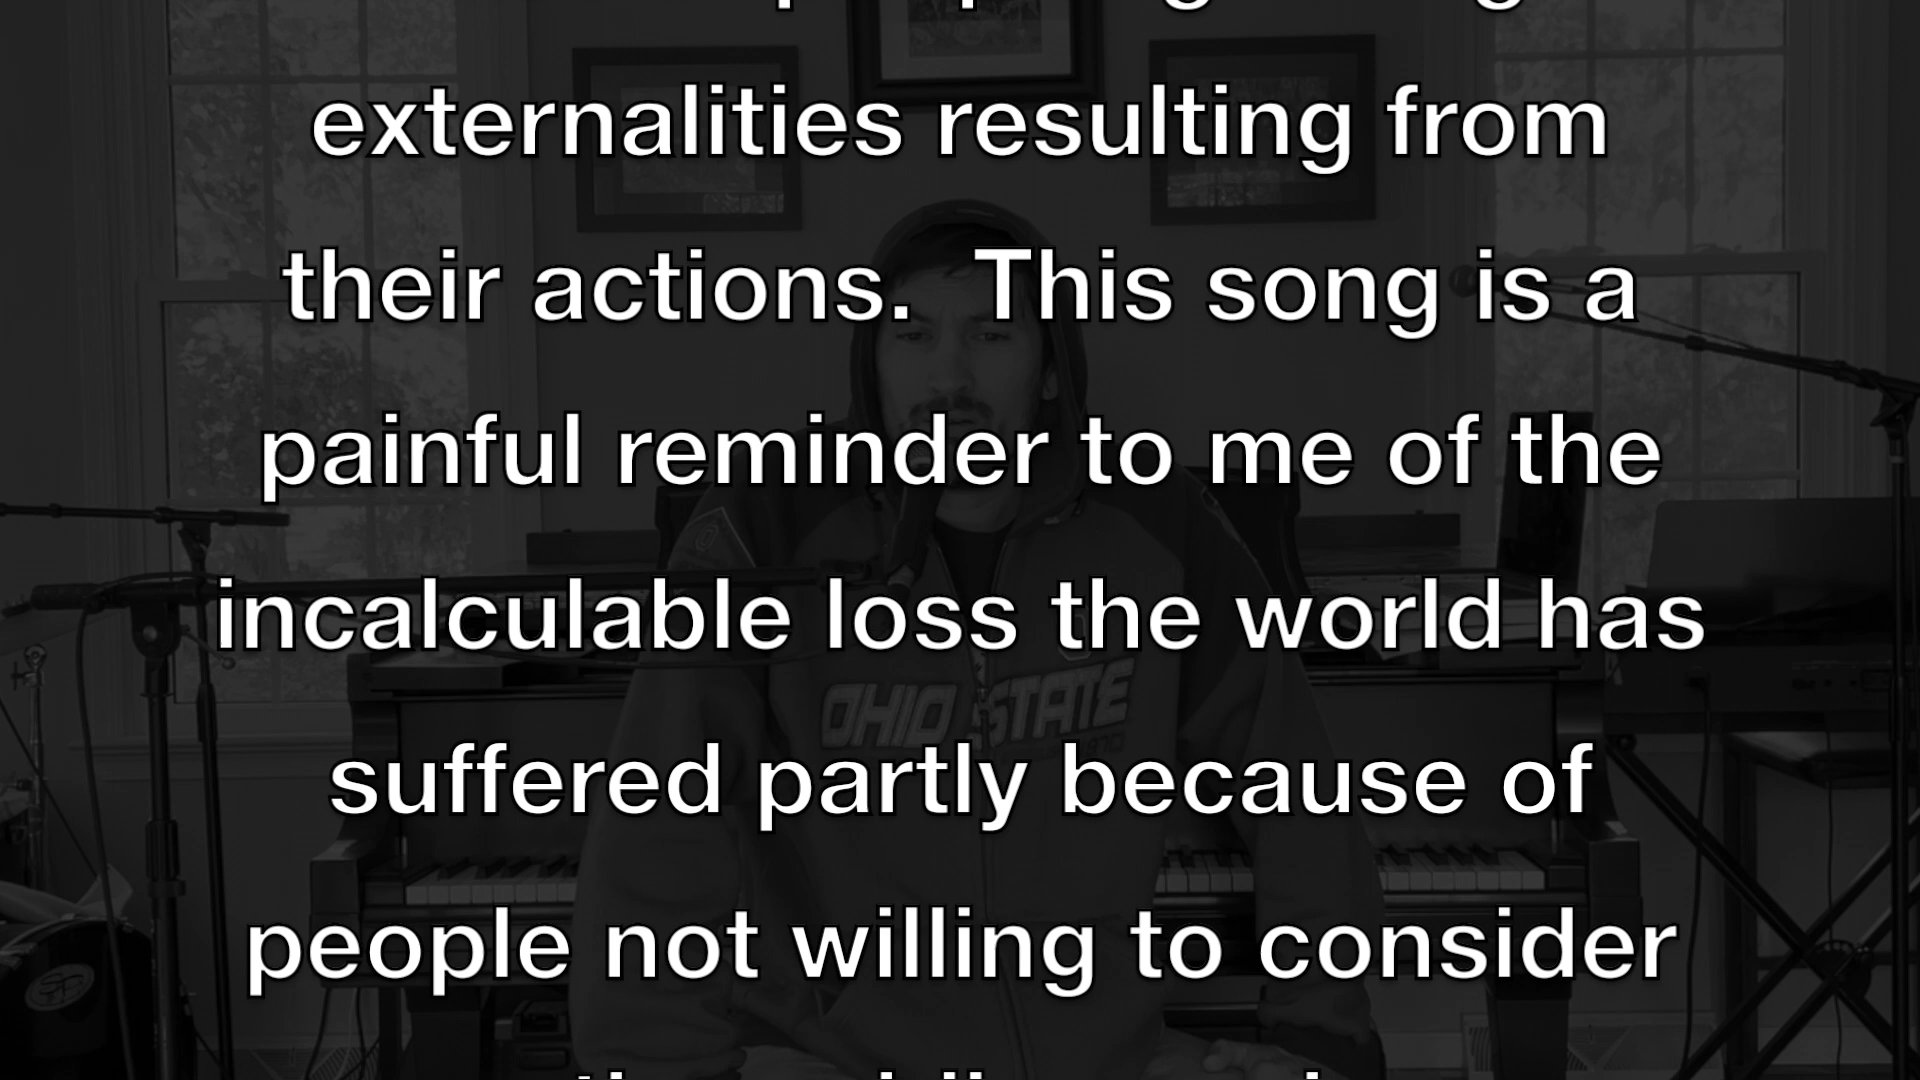 externalities resulting from
their actions.  This song is a
painful reminder to me of the
incalculable loss the world has
OHIO STATE
suffered partly because of
people not willing to consider